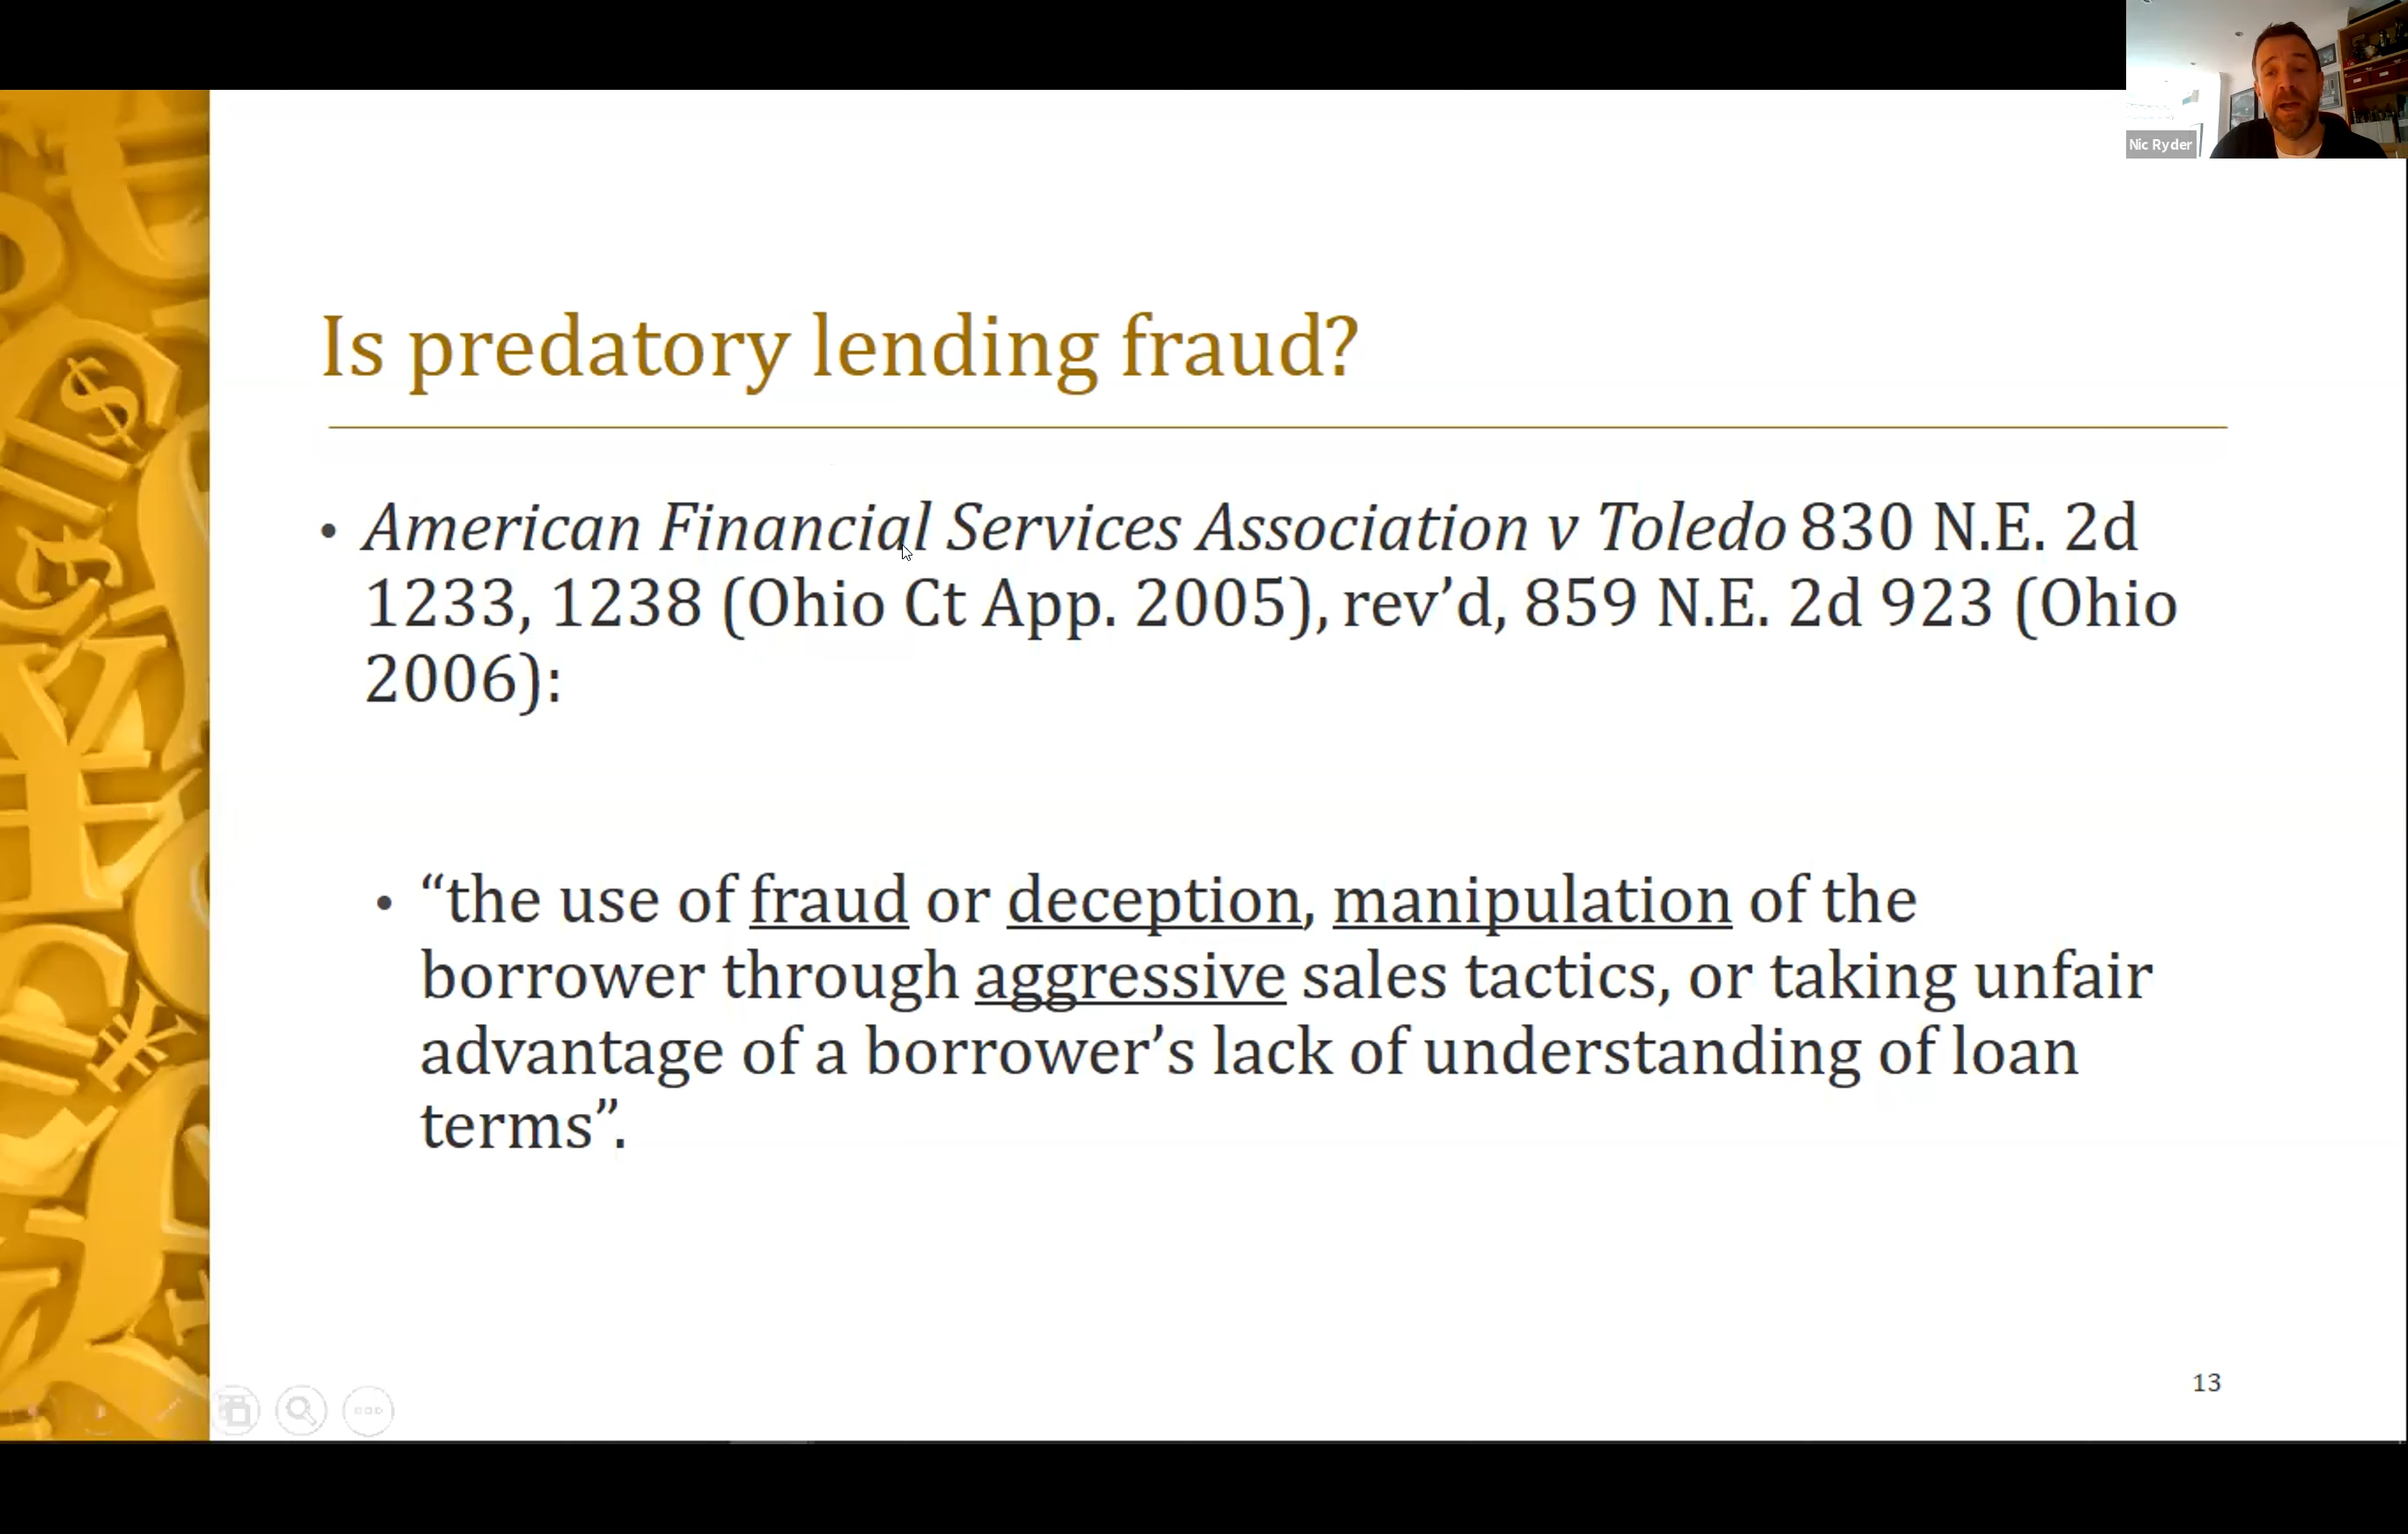 Nic Ryder
Is predatory lending fraud?
• American Financial Services Association v Toledo 830 N.E. 2d
1233, 1238 (Ohio Ct App. 2005), rev’d, 859 N.E. 2d 923 (Ohio
2006):
• “the use of fraud or deception, manipulation of the
borrower through aggressive sales tactics, or taking unfair
advantage of a borrower’s lack of understanding of loan
terms”.
13